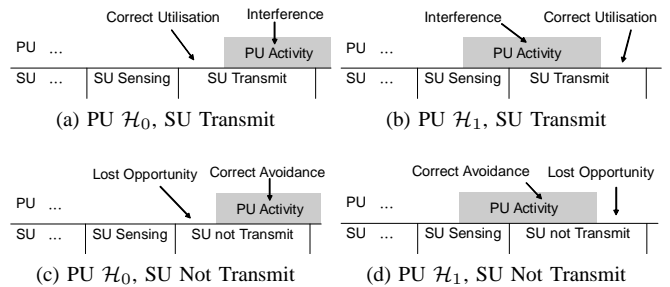 Correct Utilisation
Interference
PU ... PU Activity
SU ... SU Sensing SU Transmit
(a) PU H₀, SU Transmit
Interference
Correct Utilisation
PU ... PU Activity
SU ... SU Sensing SU Transmit
(b) PU H₁, SU Transmit
Lost Opportunity
Correct Avoidance
PU ... PU Activity
SU ... SU Sensing SU not Transmit
(c) PU H₀, SU Not Transmit
Correct Avoidance
Lost Opportunity
PU ... PU Activity
SU ... SU Sensing SU not Transmit
(d) PU H₁, SU Not Transmit